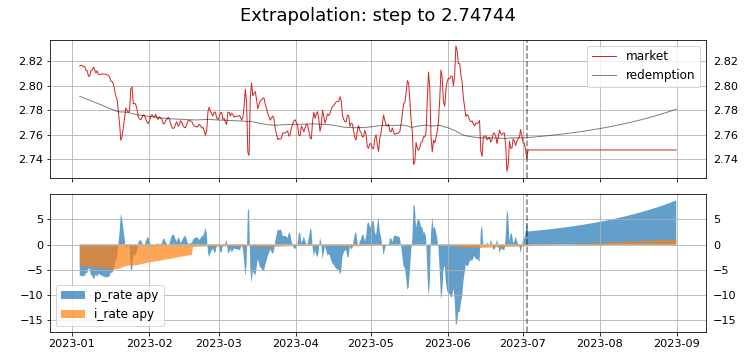 Extrapolation: step to 2.74744
2.82 2.82
2.80 2.80
2.78 2.78
2.76 2.76
2.74 2.74
market
redemption
5 5
0 0
−5 −5
−10 −10
−15 −15
p_rate apy
i_rate apy
2023-01 2023-02 2023-03 2023-04 2023-05 2023-06 2023-07 2023-08 2023-09